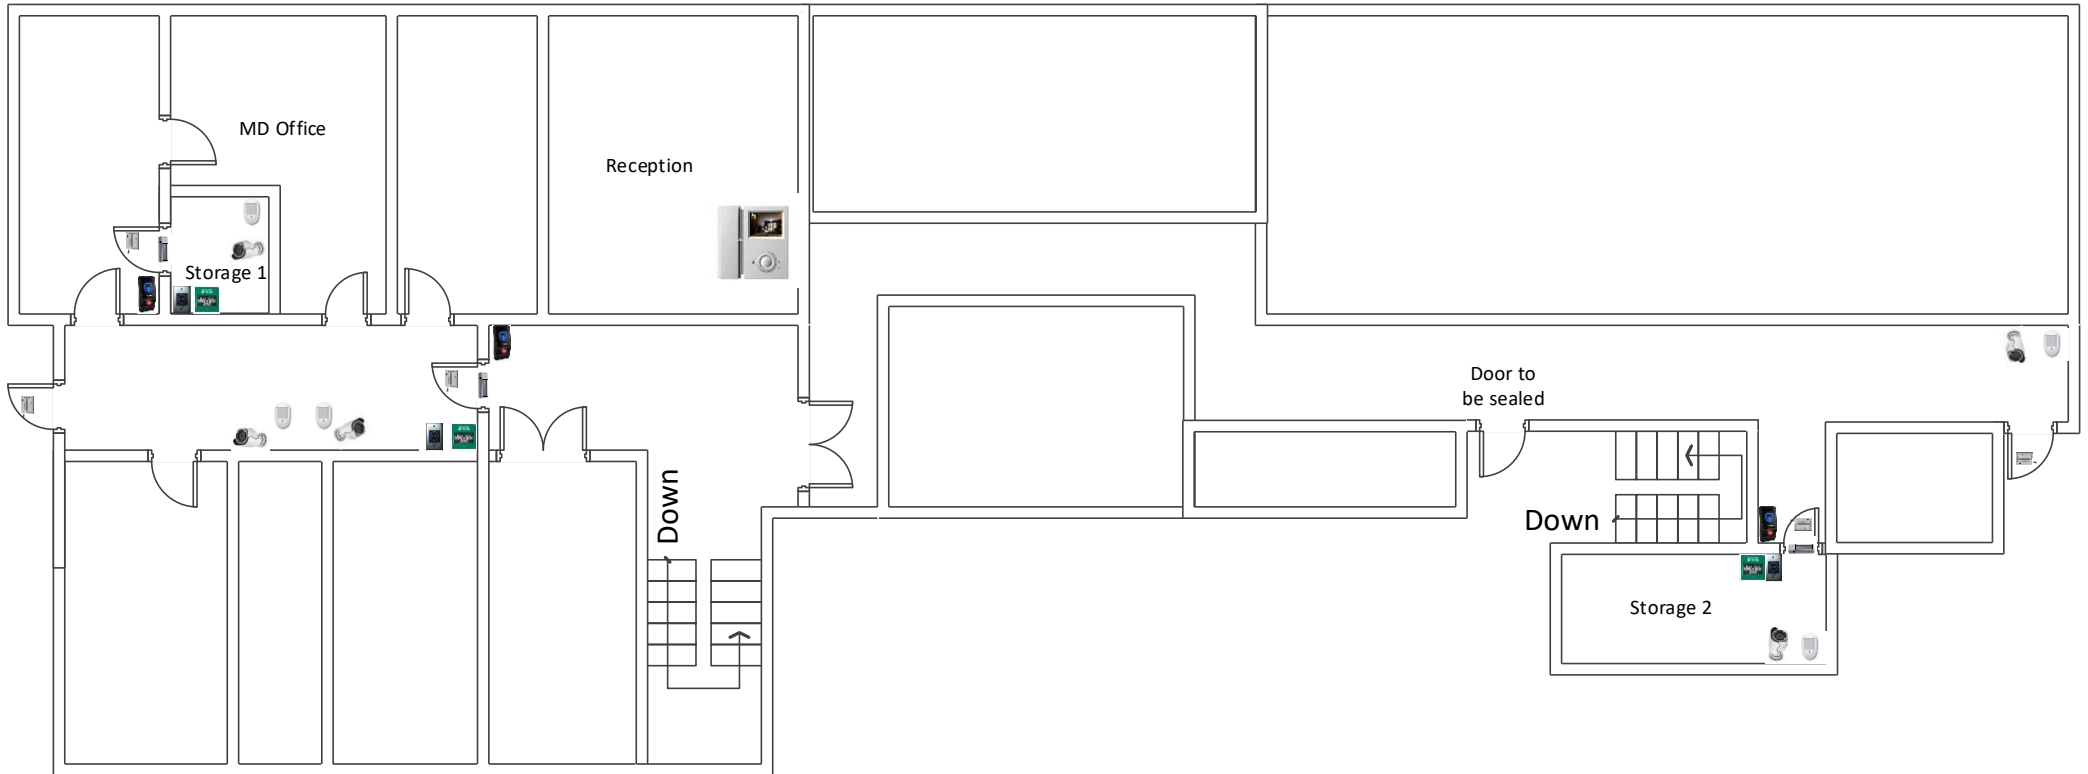 MD Office
Reception
Storage 1
Door to
be sealed
Down
Down
Storage 2